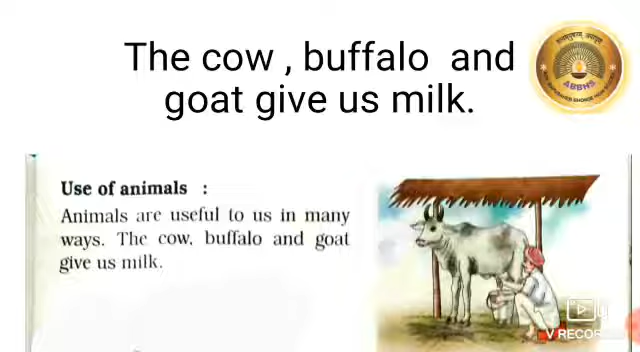 The cow , buffalo and
goat give us milk.
ABBHS
Use of animals :
Animals are useful to us in many
ways. The cow, buffalo and goat
give us milk.
V RECOR